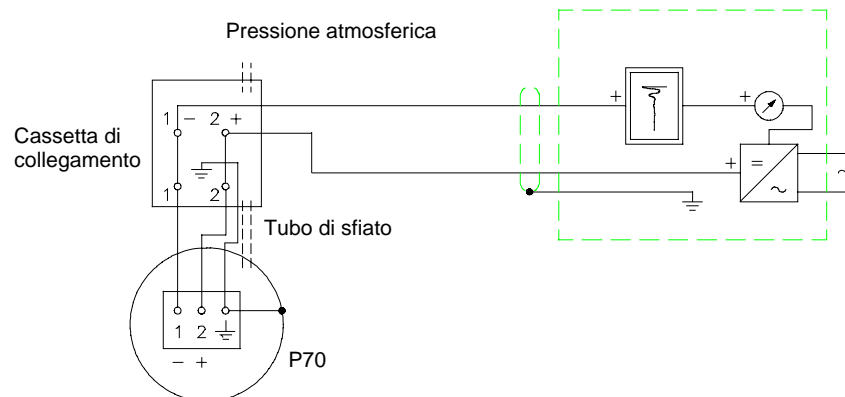 Pressione atmosferica
Cassetta di
collegamento
1 − 2 +
+
+
+
= ~
~
1 2
Tubo di sfiato
1 2
− +
P70